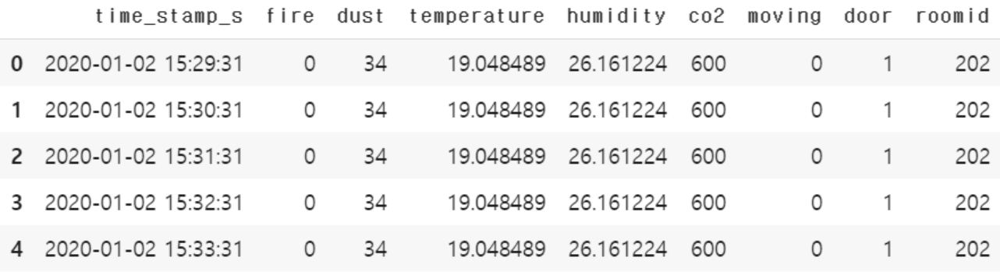 time_stamp_s fire dust temperature humidity co2 moving door roomid
0 2020-01-02 15:29:31 0 34 19.048489 26.161224 600 0 1 202
1 2020-01-02 15:30:31 0 34 19.048489 26.161224 600 0 1 202
2 2020-01-02 15:31:31 0 34 19.048489 26.161224 600 0 1 202
3 2020-01-02 15:32:31 0 34 19.048489 26.161224 600 0 1 202
4 2020-01-02 15:33:31 0 34 19.048489 26.161224 600 0 1 202